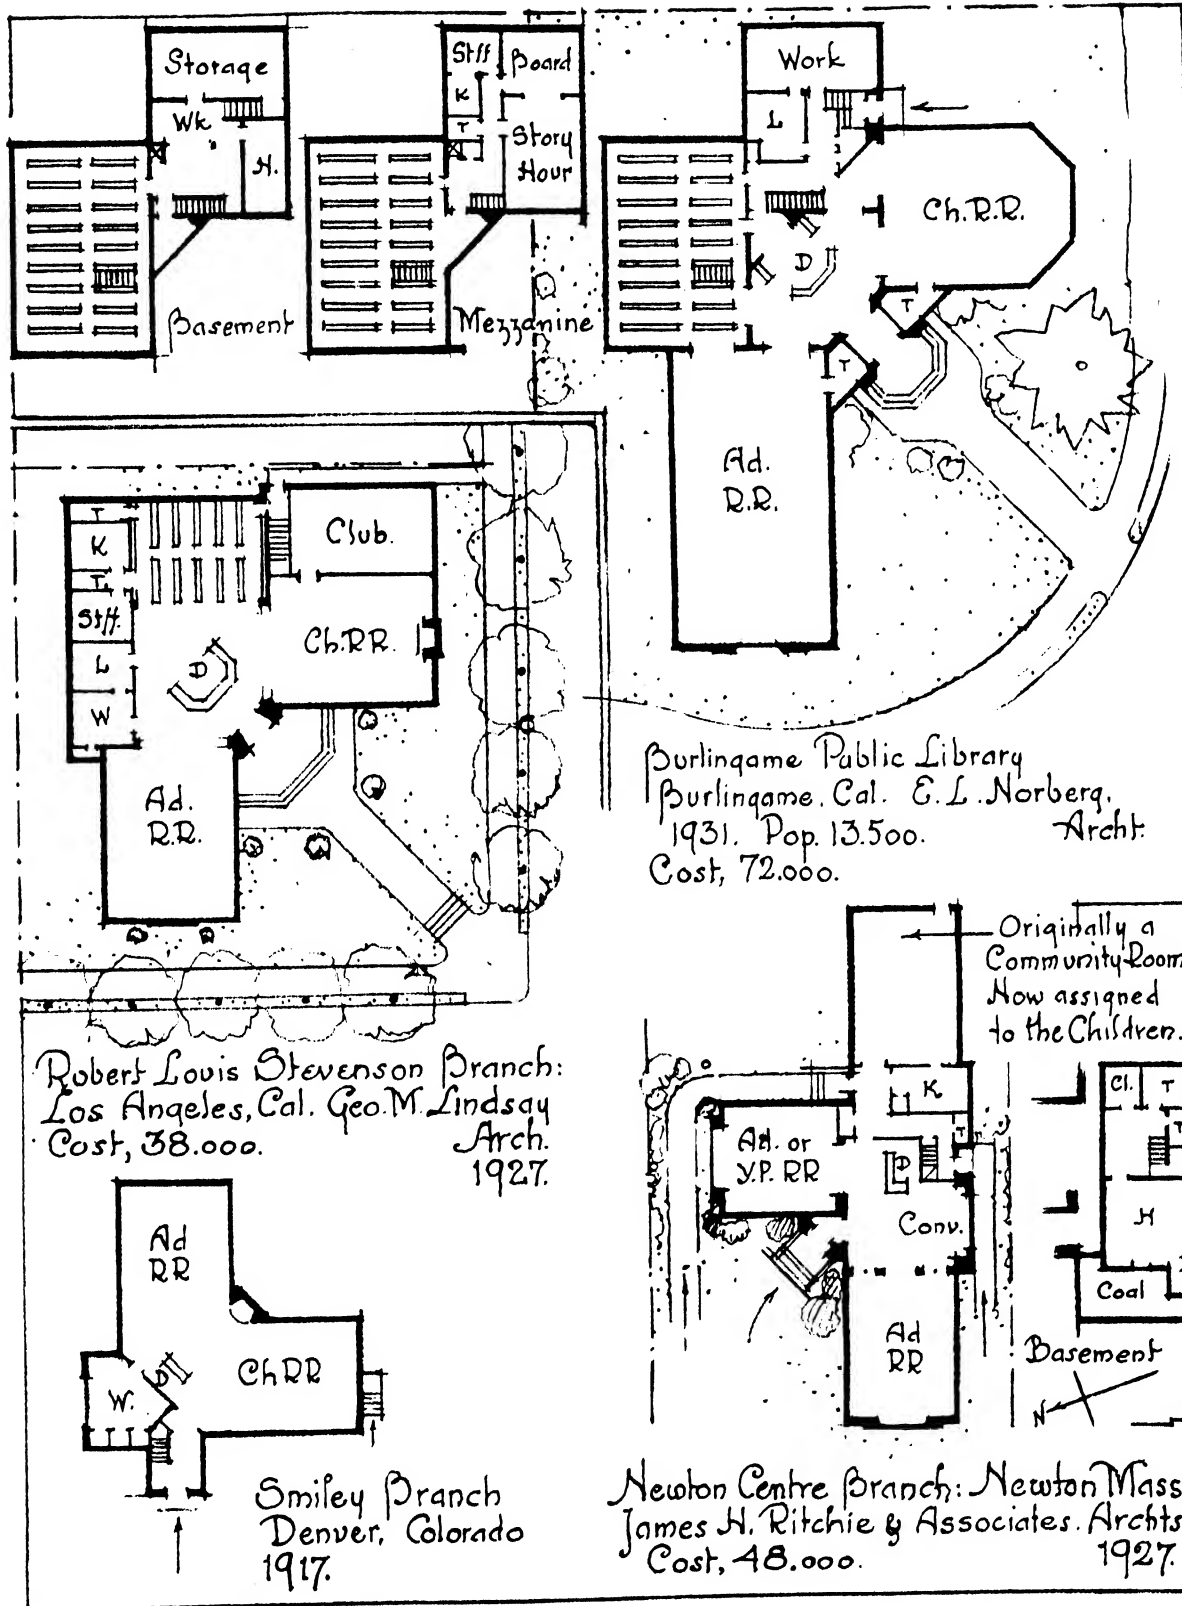 Storage
Wk
H.
Basement
Stff
Board
K
T
Story
Hour
Mezzanine
Work
L
Ch.R.R.
D
T
T
Ad.
R.R.
Burlingame Public Library
Burlingame, Cal. E.L. Norberg,
1931. Pop. 13.500. Archt.
Cost, 72.000.
T
K
T
Stff.
L
W
Club.
Ch.RR.
D
Ad.
R.R.
Robert Louis Stevenson Branch:
Los Angeles, Cal. Geo. M. Lindsay
Cost, 38.000. Arch.
1927.
Ad
RR
Ch RR
D
W.
Smiley Branch
Denver, Colorado
1917.
Originally a
Community Room
Now assigned
to the Children.
K
T
T
Ad. or
Y.P. RR
D
Conv.
Ad
RR
Cl.
T
T
H
Coal
Basement
N
Newton Centre Branch: Newton Mass
James H. Ritchie & Associates. Archts
Cost, 48.000. 1927.